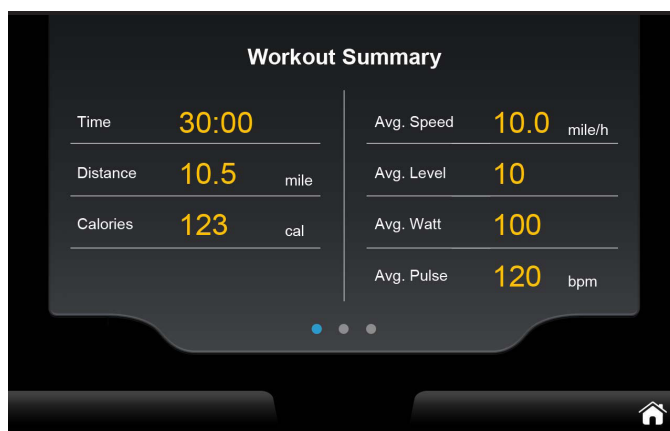 Workout Summary
Time 30:00
Distance 10.5 mile
Calories 123 cal
Avg. Speed 10.0 mile/h
Avg. Level 10
Avg. Watt 100
Avg. Pulse 120 bpm